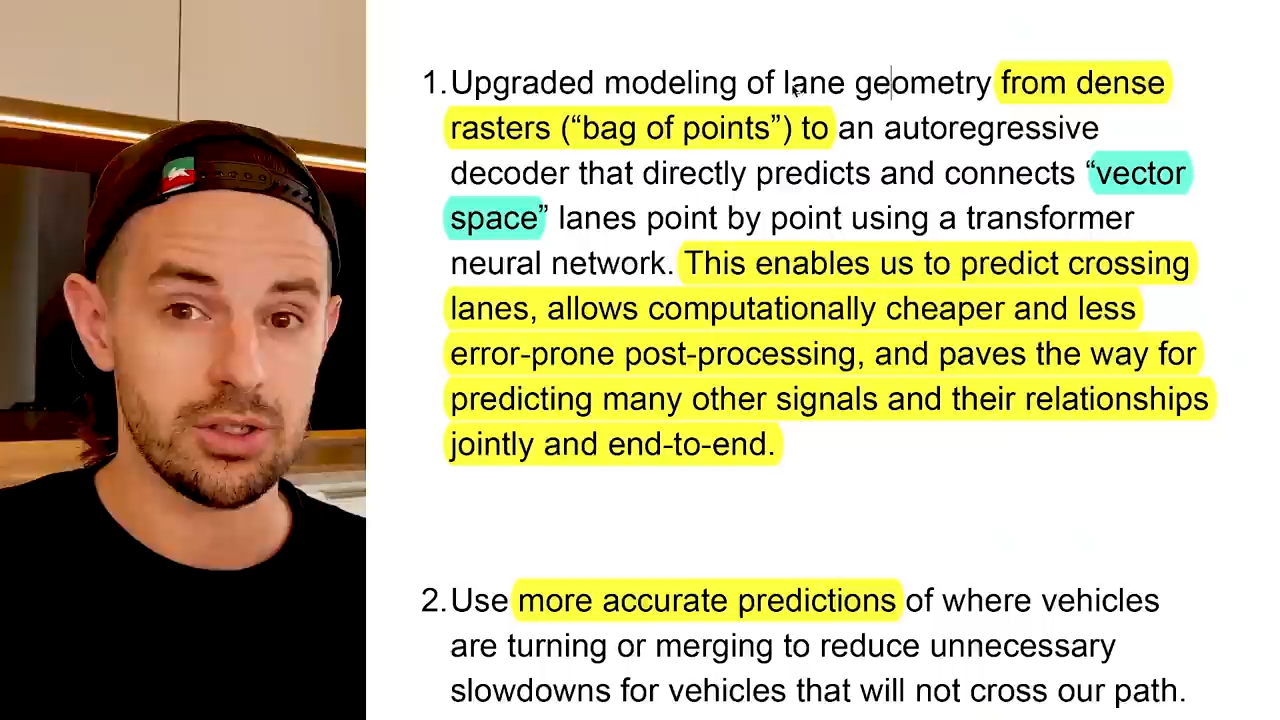 1. Upgraded modeling of lane geometry from dense
rasters (“bag of points”) to an autoregressive
decoder that directly predicts and connects “vector
space” lanes point by point using a transformer
neural network. This enables us to predict crossing
lanes, allows computationally cheaper and less
error-prone post-processing, and paves the way for
predicting many other signals and their relationships
jointly and end-to-end.
2. Use more accurate predictions of where vehicles
are turning or merging to reduce unnecessary
slowdowns for vehicles that will not cross our path.